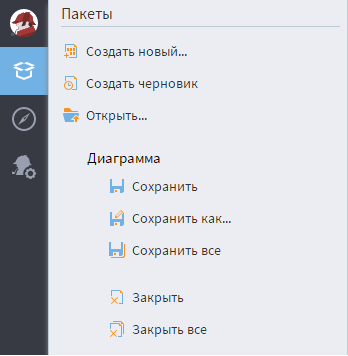 Пакеты
Создать новый...
Создать черновик
Открыть...
Диаграмма
Сохранить
Сохранить как...
Сохранить все
Закрыть
Закрыть все